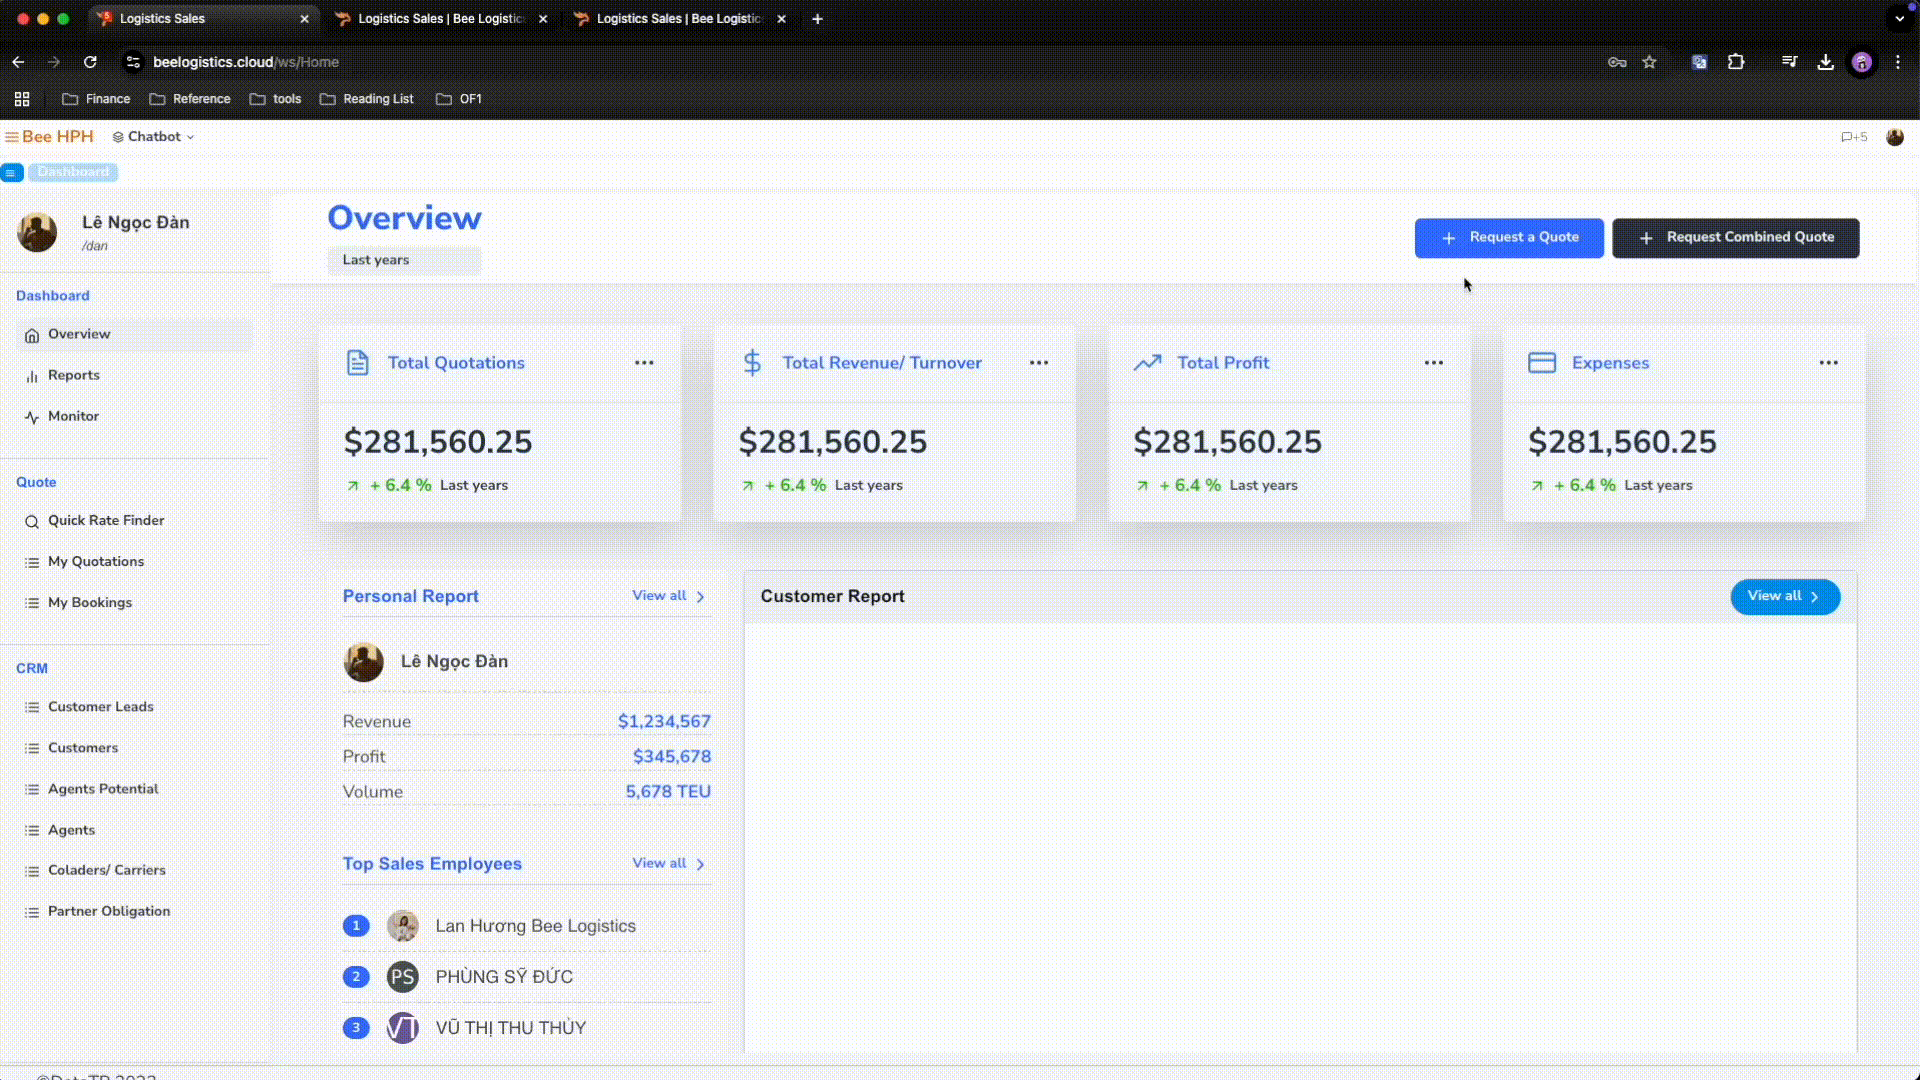 Logistics Sales
Logistics Sales | Bee Logistic
Logistics Sales | Bee Logistic
beelogistics.cloud/ws/Home
Finance
Reference
tools
Reading List
OF1
Bee HPH
Chatbot
+5
Dashboard
Lê Ngọc Đàn
/dan
Dashboard
Overview
Reports
Monitor
Quote
Quick Rate Finder
My Quotations
My Bookings
CRM
Customer Leads
Customers
Agents Potential
Agents
Coladers/ Carriers
Partner Obligation
Overview
Last years
Request a Quote
Request Combined Quote
Total Quotations
$281,560.25
+ 6.4 % Last years
Total Revenue/ Turnover
$281,560.25
+ 6.4 % Last years
Total Profit
$281,560.25
+ 6.4 % Last years
Expenses
$281,560.25
+ 6.4 % Last years
Personal Report
View all
Lê Ngọc Đàn
Revenue $1,234,567
Profit $345,678
Volume 5,678 TEU
Top Sales Employees
View all
1 Lan Hương Bee Logistics
2 PS PHÙNG SỸ ĐỨC
3 VT VŨ THỊ THU THỦY
Customer Report
View all